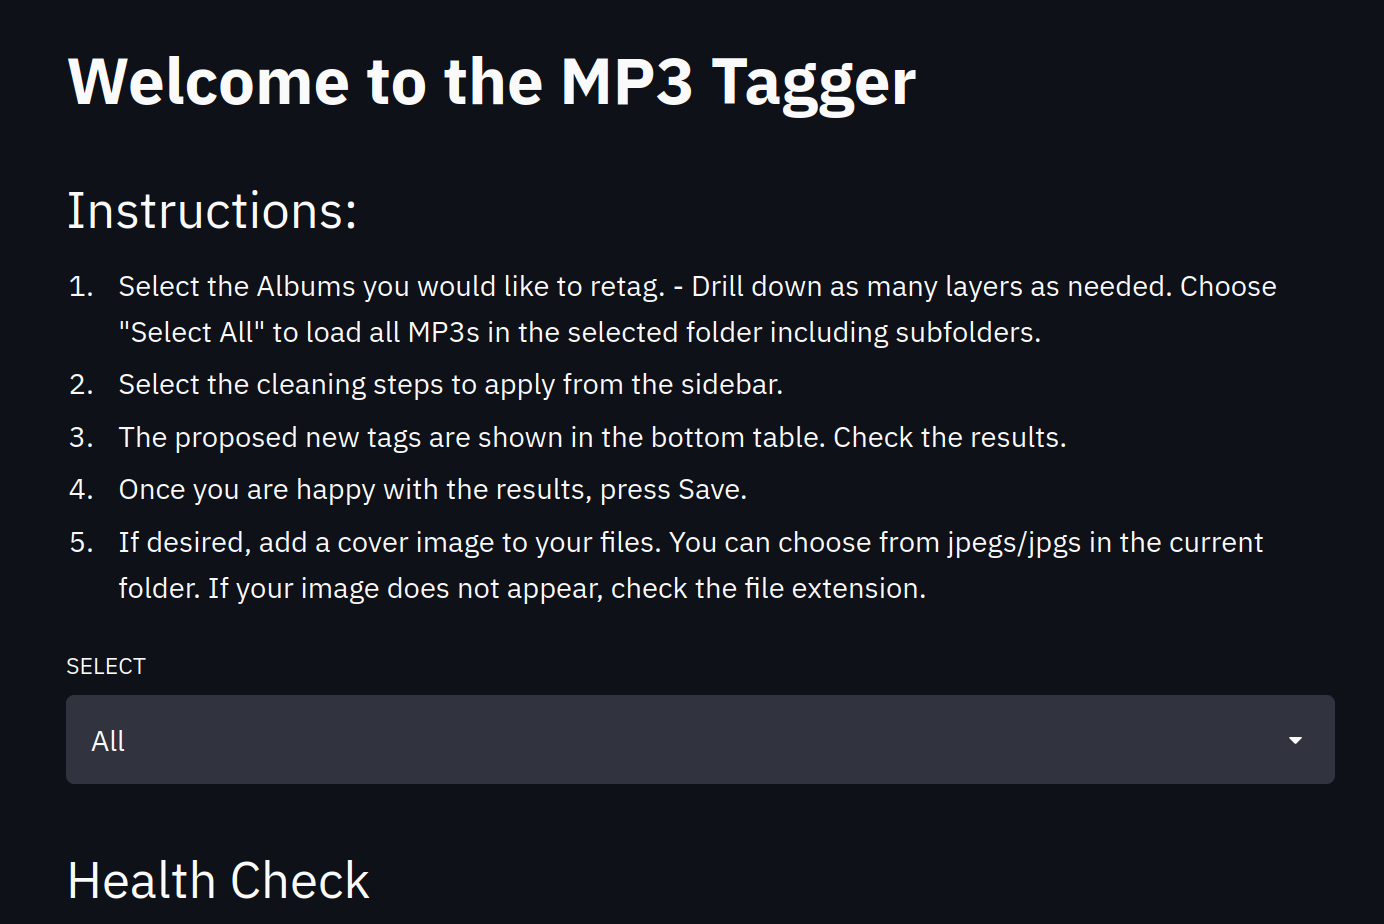 Welcome to the MP3 Tagger
Instructions:
1. Select the Albums you would like to retag. - Drill down as many layers as needed. Choose
"Select All" to load all MP3s in the selected folder including subfolders.
2. Select the cleaning steps to apply from the sidebar.
3. The proposed new tags are shown in the bottom table. Check the results.
4. Once you are happy with the results, press Save.
5. If desired, add a cover image to your files. You can choose from jpegs/jpgs in the current
folder. If your image does not appear, check the file extension.
SELECT
All
Health Check